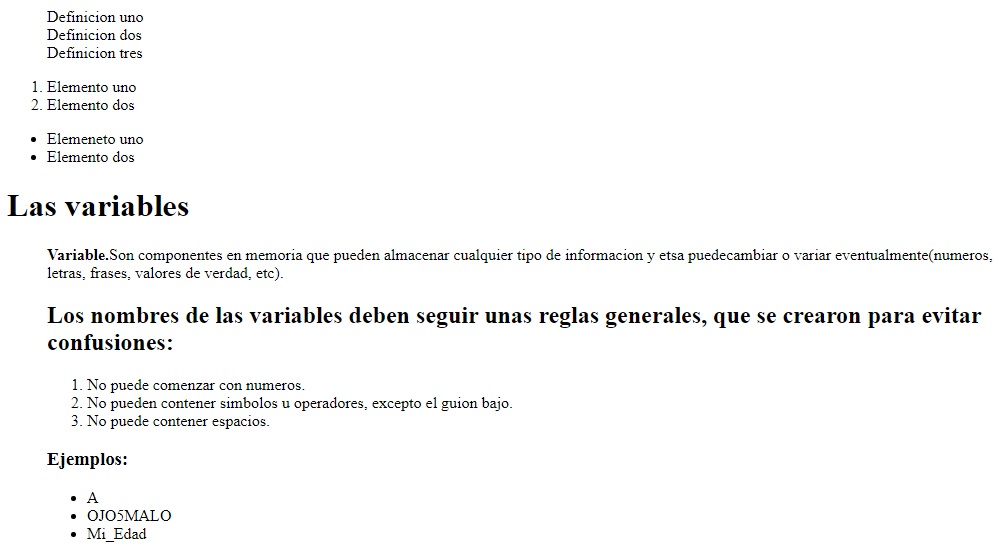 Definicion uno
Definicion dos
Definicion tres
1. Elemento uno
2. Elemento dos
• Elemeneto uno
• Elemento dos
Las variables
Variable.Son componentes en memoria que pueden almacenar cualquier tipo de informacion y etsa puedecambiar o variar eventualmente(numeros,
letras, frases, valores de verdad, etc).
Los nombres de las variables deben seguir unas reglas generales, que se crearon para evitar
confusiones:
1. No puede comenzar con numeros.
2. No pueden contener simbolos u operadores, excepto el guion bajo.
3. No puede contener espacios.
Ejemplos:
• A
• OJO5MALO
• Mi_Edad